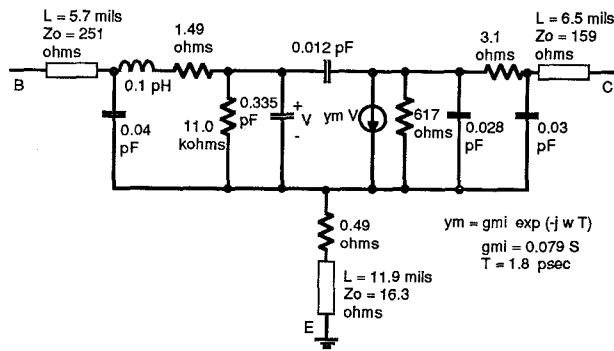 L = 5.7 mils
Zo = 251
ohms
1.49
ohms
0.012 pF
3.1
ohms
L = 6.5 mils
Zo = 159
ohms
B
0.1 pH
C
0.04
pF
11.0
kohms
0.335
pF
+
V
-
ym V
617
ohms
0.028
pF
0.03
pF
0.49
ohms
ym = gmi exp (-j w T)
gmi = 0.079 S
T = 1.8 psec
L = 11.9 mils
Zo = 16.3
ohms
E